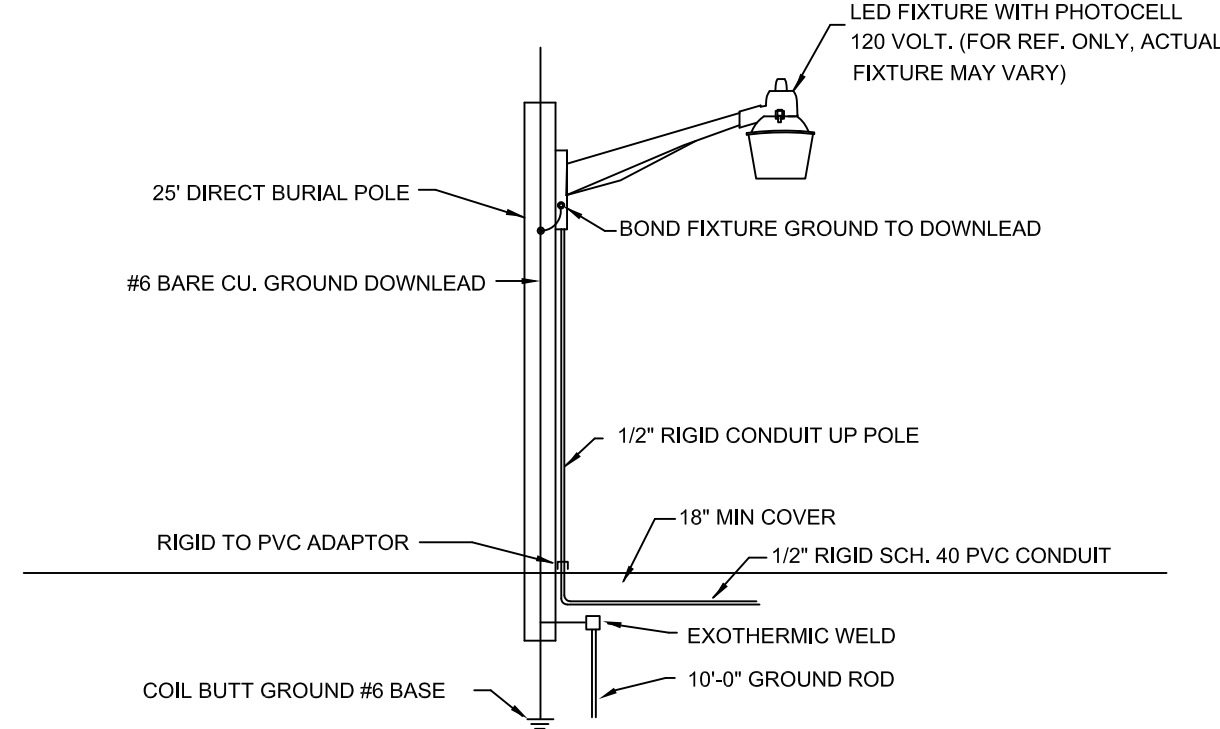 LED FIXTURE WITH PHOTOCELL
120 VOLT. (FOR REF. ONLY, ACTUAL
FIXTURE MAY VARY)
25' DIRECT BURIAL POLE
BOND FIXTURE GROUND TO DOWNLEAD
#6 BARE CU. GROUND DOWNLEAD
1/2" RIGID CONDUIT UP POLE
18" MIN COVER
RIGID TO PVC ADAPTOR
1/2" RIGID SCH. 40 PVC CONDUIT
EXOTHERMIC WELD
10'-0" GROUND ROD
COIL BUTT GROUND #6 BASE